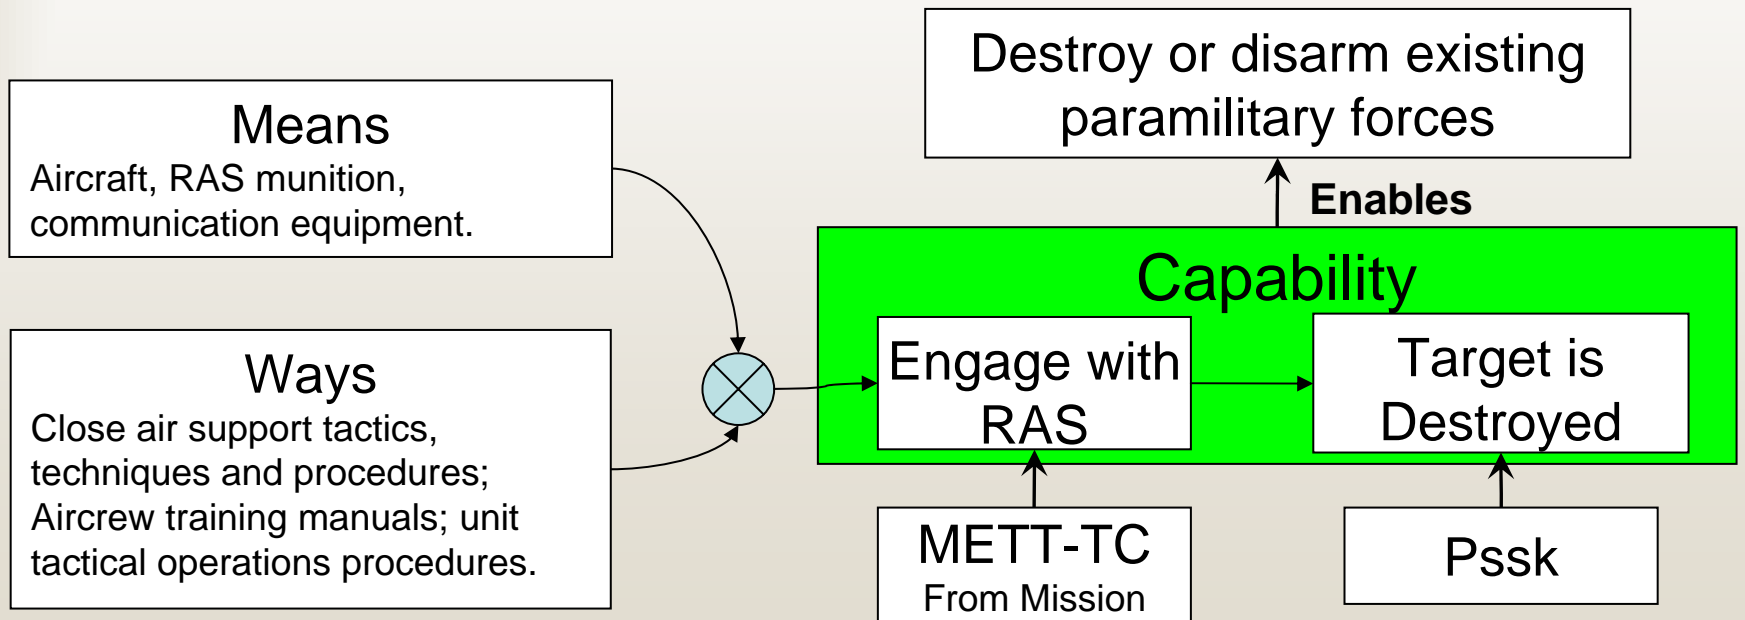 Means
Aircraft, RAS munition,
communication equipment.
Ways
Close air support tactics,
techniques and procedures;
Aircrew training manuals; unit
tactical operations procedures.
Destroy or disarm existing
paramilitary forces
Enables
Capability
Engage with
RAS
Target is
Destroyed
METT-TC
From Mission
Pssk